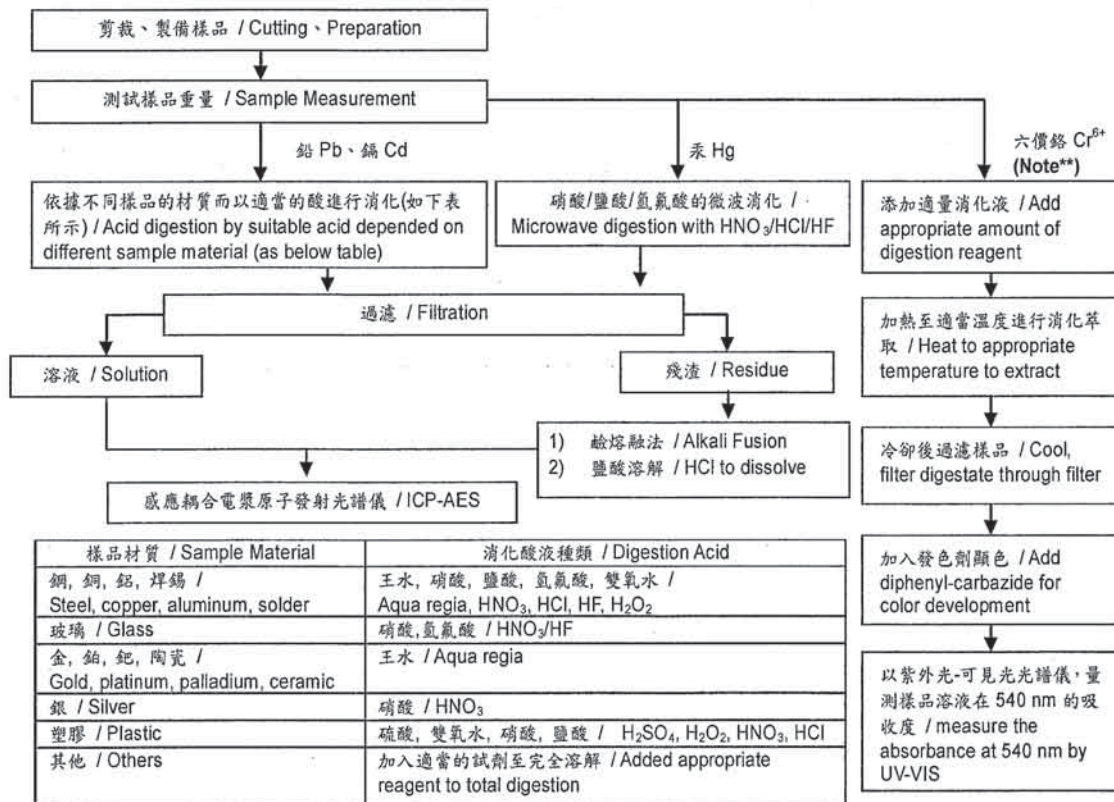 剪裁、製備樣品 / Cutting、Preparation
測試樣品重量 / Sample Measurement
鉛 Pb、鎘 Cd
汞 Hg
六價鉻 Cr⁶⁺
(Note**)
依據不同樣品的材質而以適當的酸進行消化(如下表
所示) / Acid digestion by suitable acid depended on
different sample material (as below table)
硝酸/鹽酸/氫氟酸的微波消化 /
Microwave digestion with HNO₃/HCl/HF
添加適量消化液 / Add
appropriate amount of
digestion reagent
過濾 / Filtration
加熱至適當溫度進行消化萃
取 / Heat to appropriate
temperature to extract
溶液 / Solution
殘渣 / Residue
1) 鹼熔融法 / Alkali Fusion
2) 鹽酸溶解 / HCl to dissolve
冷卻後過濾樣品 / Cool,
filter digestate through filter
感應耦合電漿原子發射光譜儀 / ICP-AES
加入發色劑顯色 / Add
diphenyl-carbazide for
color development
以紫外光-可見光光譜儀，量
測樣品溶液在 540 nm 的吸
收度 / measure the
absorbance at 540 nm by
UV-VIS
樣品材質 / Sample Material 消化酸液種類 / Digestion Acid
鋼, 銅, 鋁, 焊錫 / 王水, 硝酸, 鹽酸, 氫氟酸, 雙氧水 /
Steel, copper, aluminum, solder Aqua regia, HNO₃, HCl, HF, H₂O₂
玻璃 / Glass 硝酸,氫氟酸 / HNO₃/HF
金, 鉑, 鈀, 陶瓷 / 王水 / Aqua regia
Gold, platinum, palladium, ceramic
銀 / Silver 硝酸 / HNO₃
塑膠 / Plastic 硫酸, 雙氧水, 硝酸, 鹽酸 / H₂SO₄, H₂O₂, HNO₃, HCl
其他 / Others 加入適當的試劑至完全溶解 / Added appropriate
reagent to total digestion